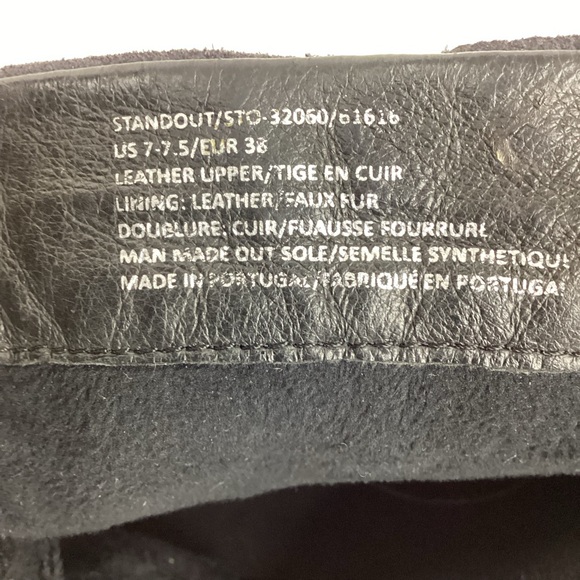 STANDOUT/STO-32060/61616
US 7-7.5/EUR 38
LEATHER UPPER/TIGE EN CUIR
LINING: LEATHER/FAUX FUR
DOUBLURE: CUIR/FUAUSSE FOURRURE
MAN MADE OUT SOLE/SEMELLE SYNTHETIQUE
MADE IN PORTUGAL/FABRIQUÉ EN PORTUGAL